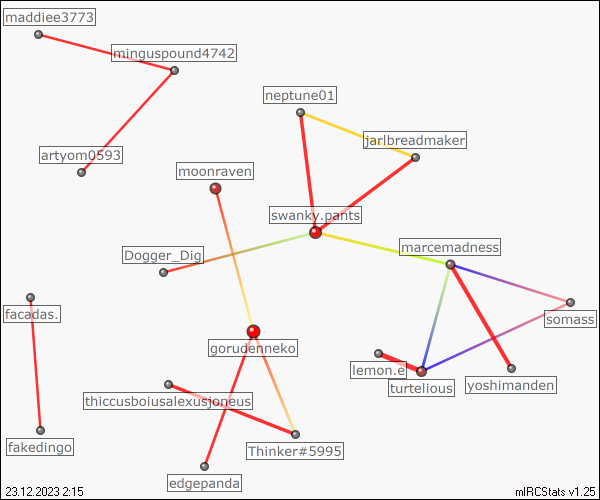 maddiee3773
minguspound4742
neptune01
jarlbreadmaker
artyom0593
moonraven
swanky.pants
marcemadness
Dogger_Dig
facadas.
somass
gorudenneko
lemon.e
turtelious
yoshimanden
thiccusboiusalexusjoneus
fakedingo
Thinker#5995
edgepanda
23.12.2023 2:15
mIRCStats v1.25